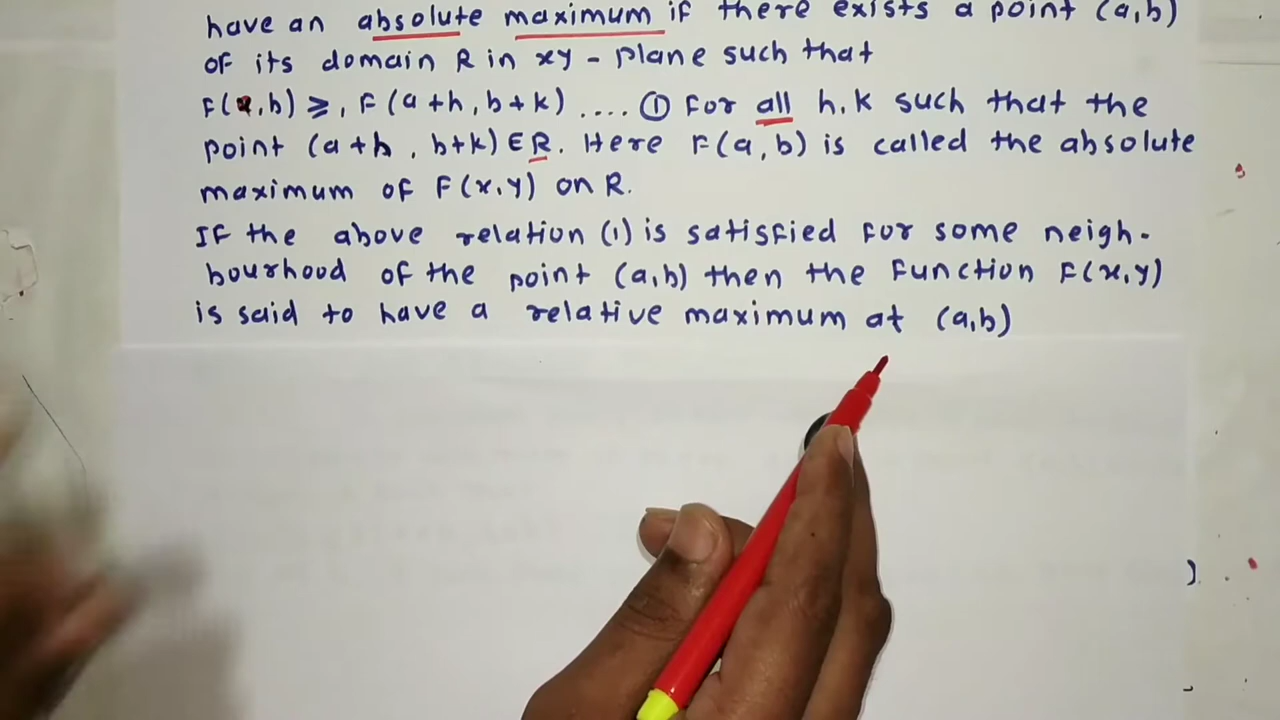 have an absolute maximum if there exists a point (a,b)
of its domain R in xy-plane such that
F(a,b) ⩾, F(a+h, b+k) .... ① For all h,k such that the
point (a+h, b+k) ∈ R. Here F(a,b) is called the absolute
maximum of F(x,y) on R.
If the above relation (1) is satisfied for some neigh-
bourhood of the point (a,b) then the function F(x,y)
is said to have a relative maximum at (a,b)